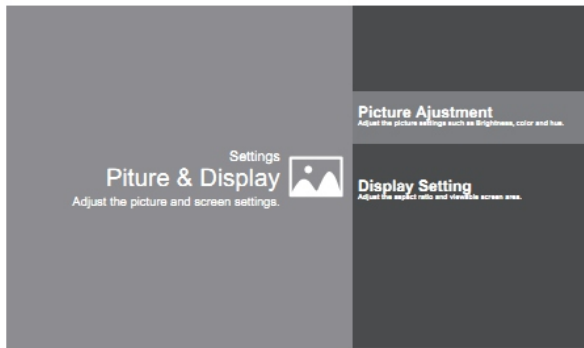 Settings
Piture & Display
Adjust the picture and screen settings.
Picture Ajustment
Adjust the picture settings such as Brightness, color and hue.
Display Setting
Adjust the aspect ratio and viewable screen area.